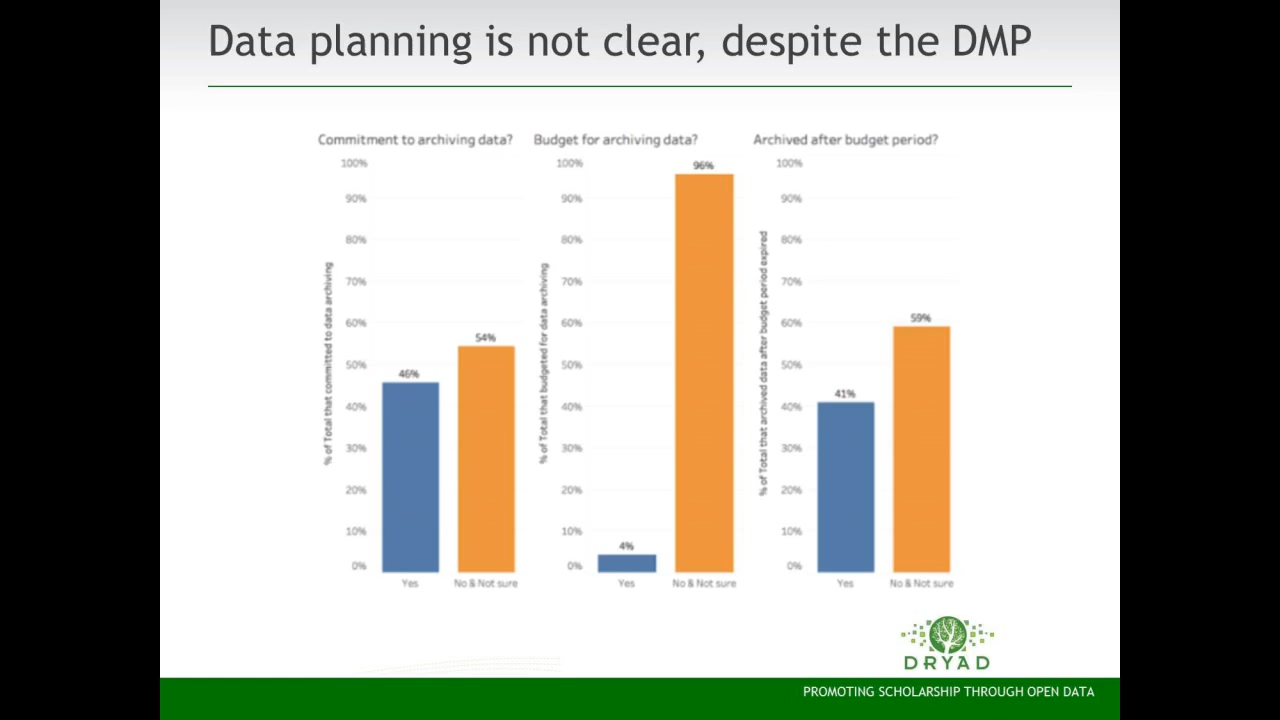 Data planning is not clear, despite the DMP
Commitment to archiving data?
% of Total that committed to data archiving
100%
90%
80%
70%
60%
50%
40%
30%
20%
10%
0%
46%
54%
Yes
No & Not sure
Budget for archiving data?
% of Total that budgeted for data archiving
100%
90%
80%
70%
60%
50%
40%
30%
20%
10%
0%
4%
96%
Yes
No & Not sure
Archived after budget period?
% of Total that archived data after budget period expired
100%
90%
80%
70%
60%
50%
40%
30%
20%
10%
0%
41%
59%
Yes
No & Not sure
DRYAD
PROMOTING SCHOLARSHIP THROUGH OPEN DATA